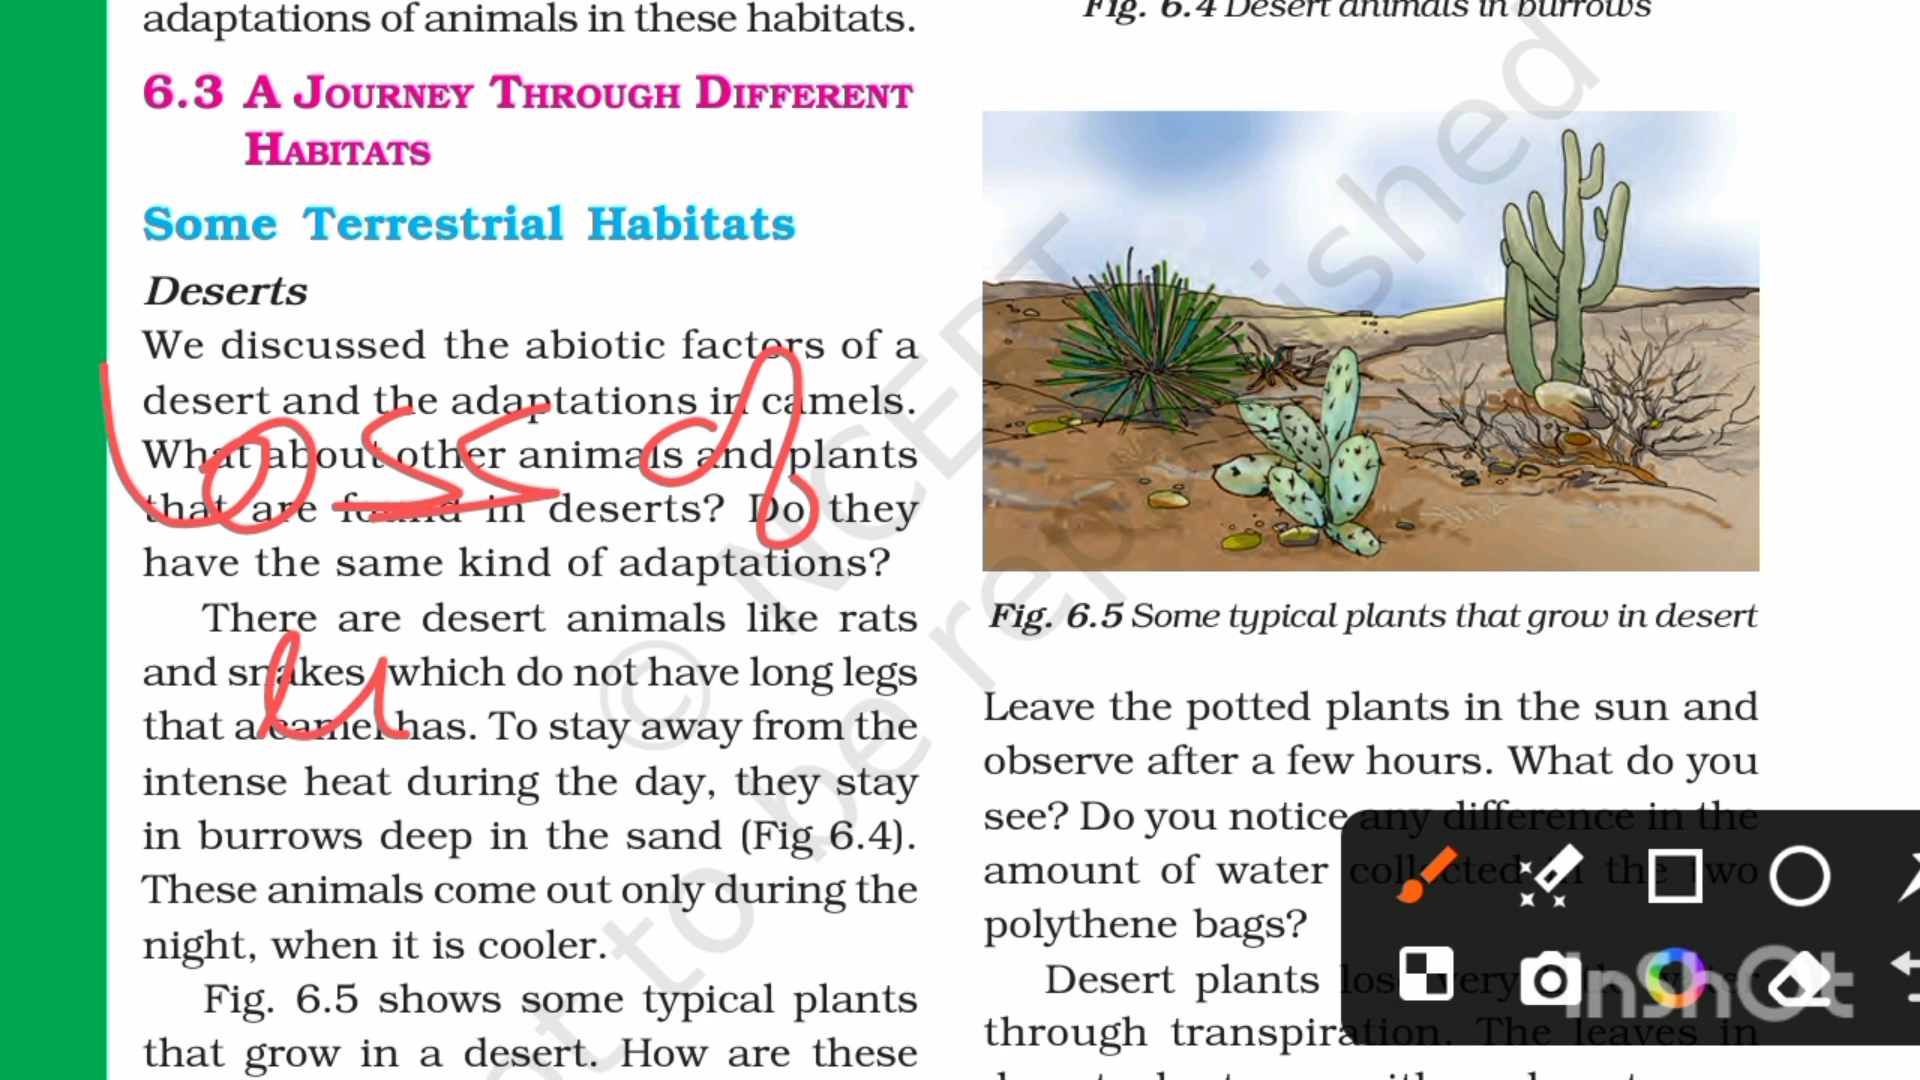 adaptations of animals in these habitats.
6.3 A JOURNEY THROUGH DIFFERENT
HABITATS
Some Terrestrial Habitats
Deserts
We discussed the abiotic factors of a
desert and the adaptations in camels.
What about other animals and plants
that are found in deserts? Do they
have the same kind of adaptations?
There are desert animals like rats
and snakes, which do not have long legs
that a camel has. To stay away from the
intense heat during the day, they stay
in burrows deep in the sand (Fig 6.4).
These animals come out only during the
night, when it is cooler.
Fig. 6.5 shows some typical plants
that grow in a desert. How are these
loss of
Fig. 6.4 Desert animals in burrows
Fig. 6.5 Some typical plants that grow in desert
Leave the potted plants in the sun and
observe after a few hours. What do you
see? Do you notice any difference in the
amount of water collected in the two
polythene bags?
Desert plants lose very
through transpiration. The leaves in
© NCERT
not to be republished
InShOt